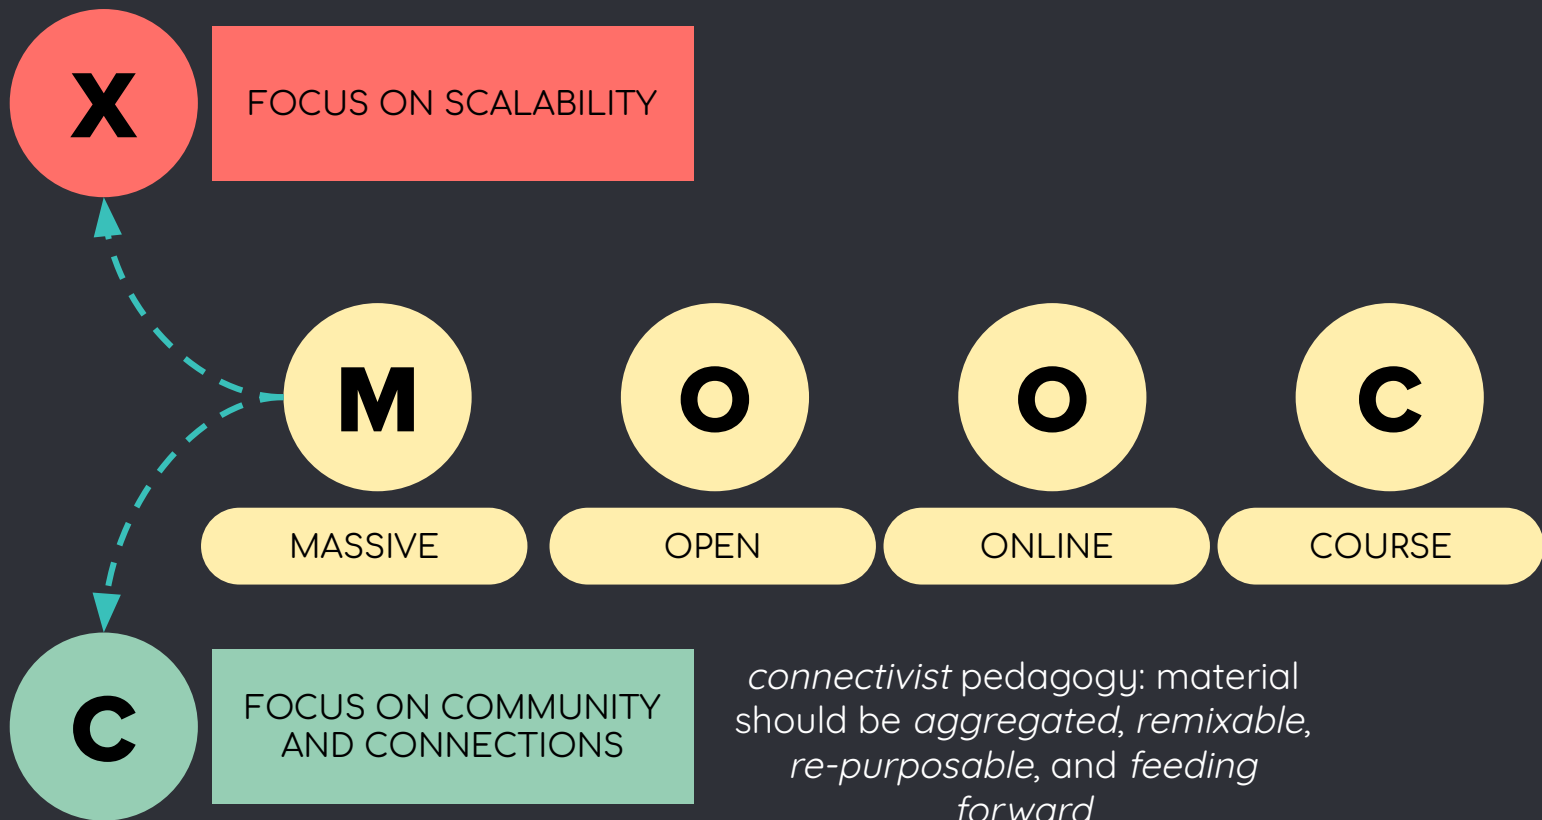 X
FOCUS ON SCALABILITY
M
O
O
C
MASSIVE
OPEN
ONLINE
COURSE
C
FOCUS ON COMMUNITY
AND CONNECTIONS
connectivist pedagogy: material
should be aggregated, remixable,
re-purposable, and feeding
forward